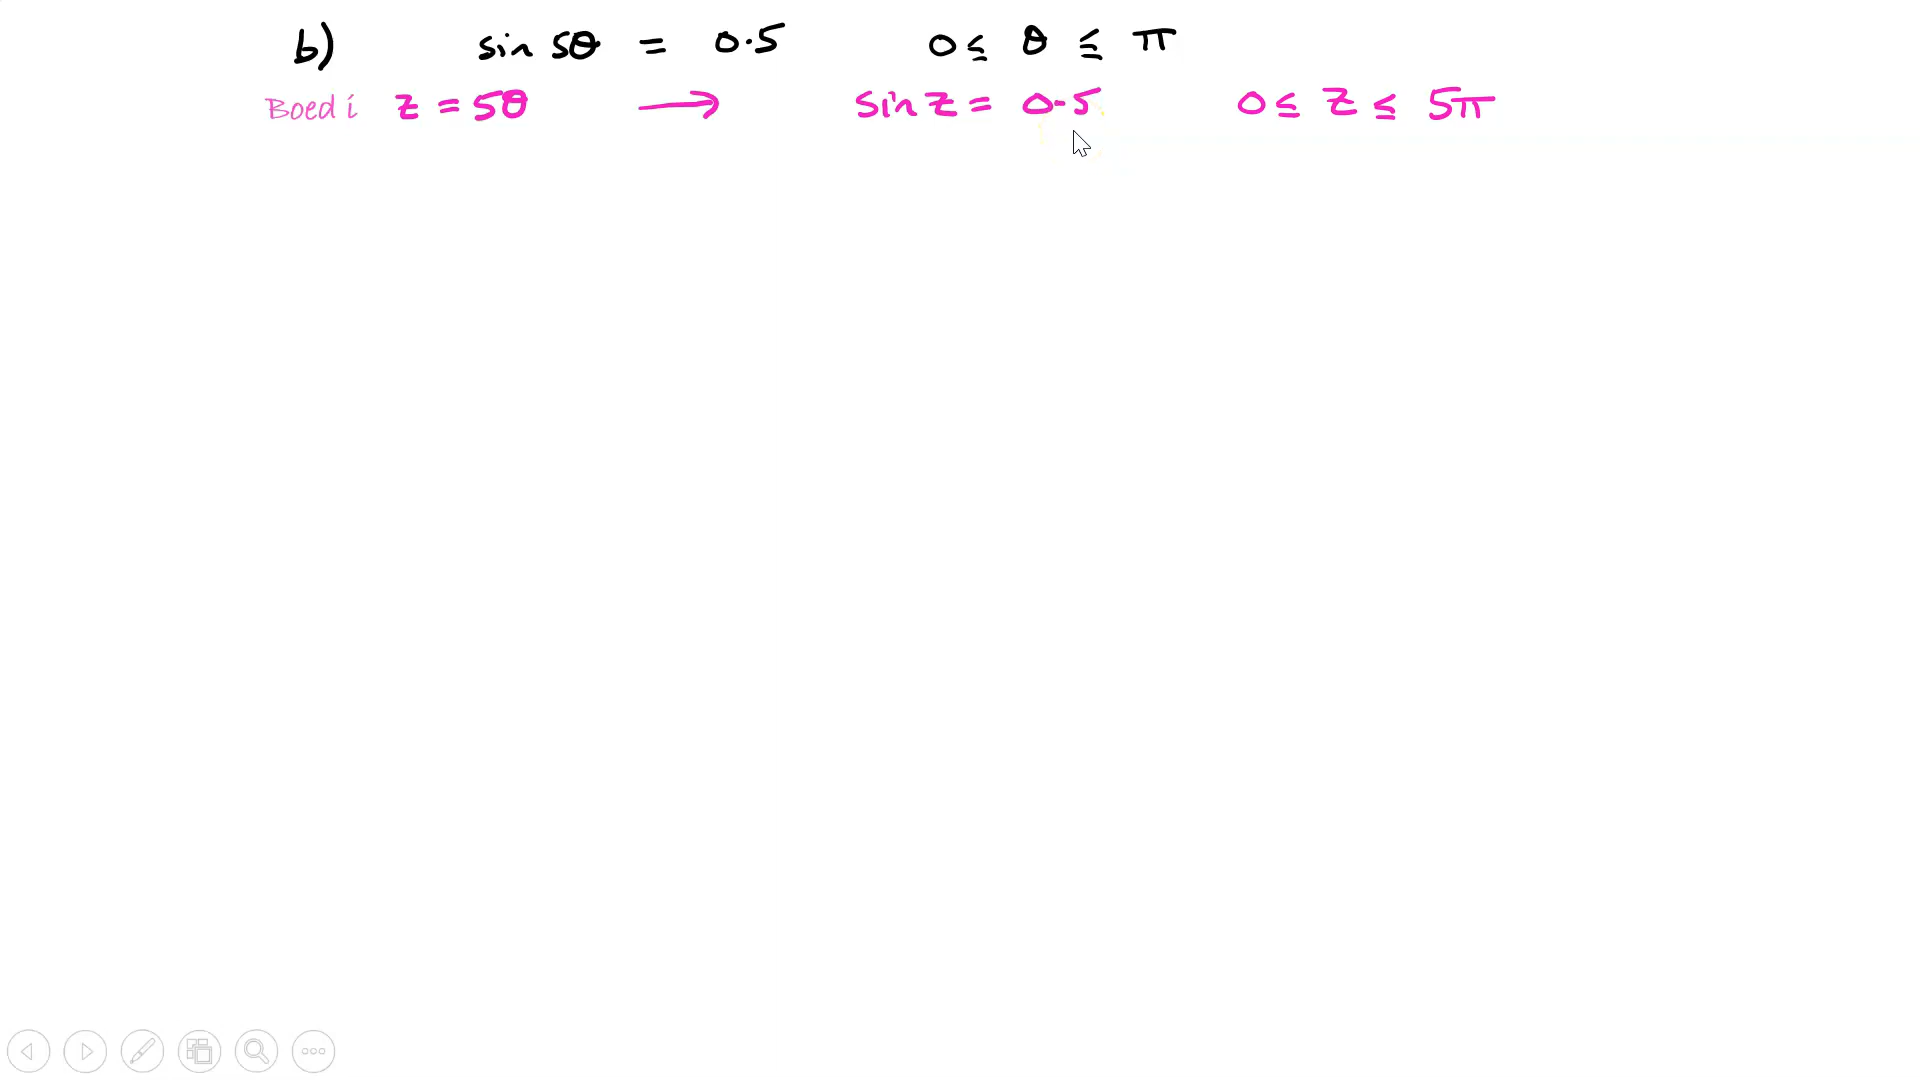 b) sin 5θ = 0.5 0 ≤ θ ≤ π
Boed i z = 5θ → sin z = 0.5 0 ≤ z ≤ 5π